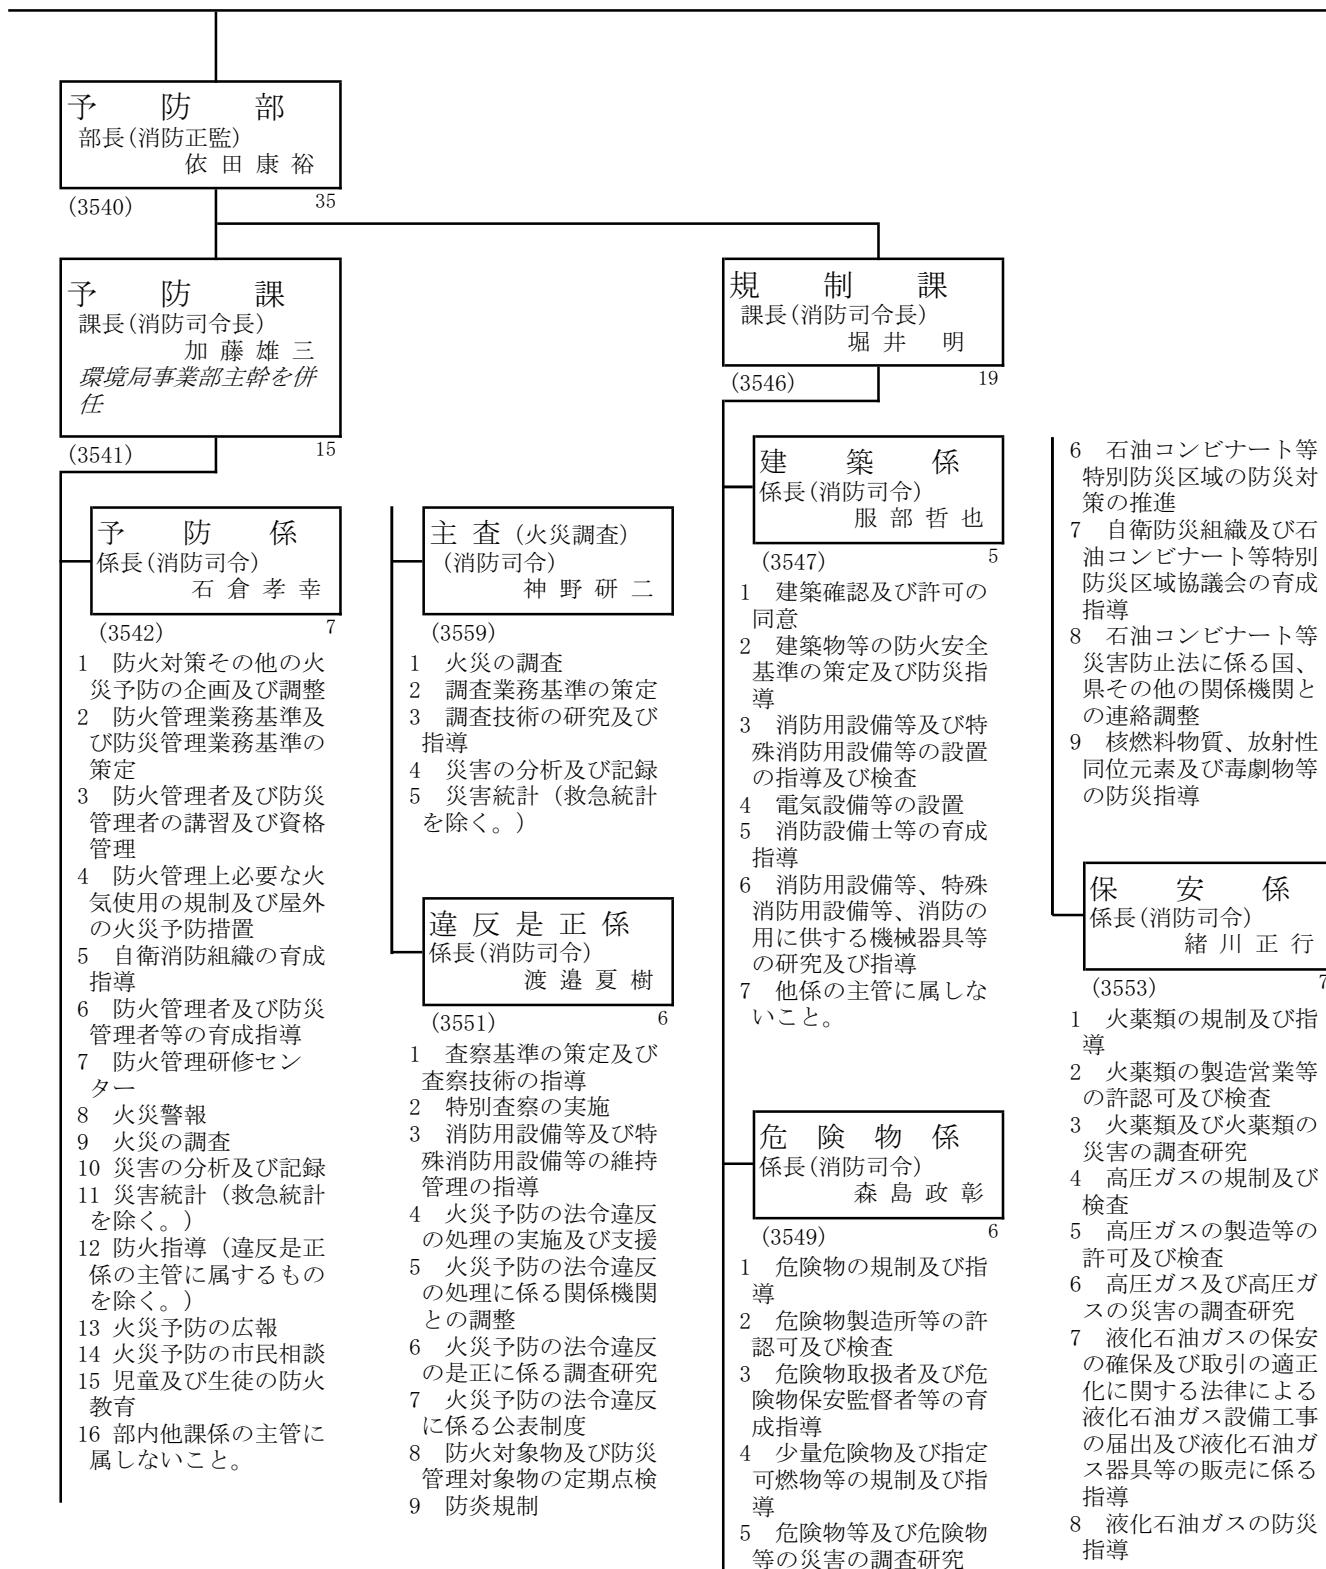 予防部
部長(消防正監)
依田康裕
(3540)
35
予防課
課長(消防司令長)
加藤雄三
環境局事業部主幹を併
任
(3541)
15
予防係
係長(消防司令)
石倉孝幸
(3542)
7
1 防火対策その他の火
災予防の企画及び調整
2 防火管理業務基準及
び防災管理業務基準の
策定
3 防火管理者及び防災
管理者の講習及び資格
管理
4 防火管理上必要な火
気使用の規制及び屋外
の火災予防措置
5 自衛消防組織の育成
指導
6 防火管理者及び防災
管理者等の育成指導
7 防火管理研修セン
ター
8 火災警報
9 火災の調査
10 災害の分析及び記録
11 災害統計（救急統計
を除く。）
12 防火指導（違反是正
係の主管に属するもの
を除く。）
13 火災予防の広報
14 火災予防の市民相談
15 児童及び生徒の防火
教育
16 部内他課係の主管に
属しないこと。
主査(火災調査)
(消防司令)
神野研二
(3559)
1 火災の調査
2 調査業務基準の策定
3 調査技術の研究及び
指導
4 災害の分析及び記録
5 災害統計（救急統計
を除く。）
違反是正係
係長(消防司令)
渡邉夏樹
(3551)
6
1 査察基準の策定及び
査察技術の指導
2 特別査察の実施
3 消防用設備等及び特
殊消防用設備等の維持
管理の指導
4 火災予防の法令違反
の処理の実施及び支援
5 火災予防の法令違反
の処理に係る関係機関
との調整
6 火災予防の法令違反
の是正に係る調査研究
7 火災予防の法令違反
に係る公表制度
8 防火対象物及び防災
管理対象物の定期点検
9 防炎規制
規制課
課長(消防司令長)
堀井 明
(3546)
19
建築係
係長(消防司令)
服部哲也
(3547)
5
1 建築確認及び許可の
同意
2 建築物等の防火安全
基準の策定及び防災指
導
3 消防用設備等及び特
殊消防用設備等の設置
の指導及び検査
4 電気設備等の設置
5 消防設備士等の育成
指導
6 消防用設備等、特殊
消防用設備等、消防の
用に供する機械器具等
の研究及び指導
7 他係の主管に属しな
いこと。
危険物係
係長(消防司令)
森島政彰
(3549)
6
1 危険物の規制及び指
導
2 危険物製造所等の許
認可及び検査
3 危険物取扱者及び危
険物保安監督者等の育
成指導
4 少量危険物及び指定
可燃物等の規制及び指
導
5 危険物等及び危険物
等の災害の調査研究
6 石油コンビナート等
特別防災区域の防災対
策の推進
7 自衛防災組織及び石
油コンビナート等特別
防災区域協議会の育成
指導
8 石油コンビナート等
災害防止法に係る国、
県その他の関係機関と
の連絡調整
9 核燃料物質、放射性
同位元素及び毒劇物等
の防災指導
保安係
係長(消防司令)
緒川正行
(3553)
7
1 火薬類の規制及び指
導
2 火薬類の製造営業等
の許認可及び検査
3 火薬類及び火薬類の
災害の調査研究
4 高圧ガスの規制及び
検査
5 高圧ガスの製造等の
許可及び検査
6 高圧ガス及び高圧ガ
スの災害の調査研究
7 液化石油ガスの保安
の確保及び取引の適正
化に関する法律による
液化石油ガス設備工事
の届出及び液化石油ガ
ス器具等の販売に係る
指導
8 液化石油ガスの防災
指導